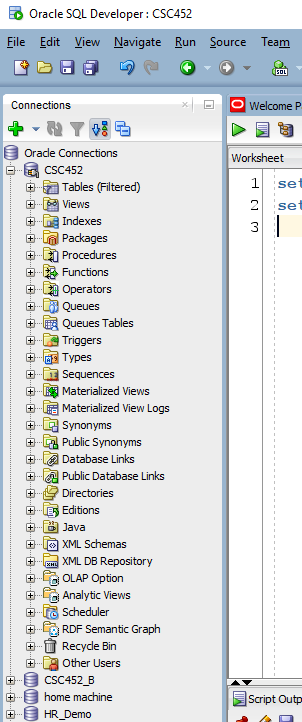 Oracle SQL Developer : CSC452
File Edit View Navigate Run Source Team
Connections
Welcome P
Oracle Connections
Worksheet
CSC452
Tables (Filtered)
1 set
Views
2 set
Indexes
3
Packages
Procedures
Functions
Operators
Queues
Queues Tables
Triggers
Types
Sequences
Materialized Views
Materialized View Logs
Synonyms
Public Synonyms
Database Links
Public Database Links
Directories
Editions
Java
XML Schemas
XML DB Repository
OLAP Option
Analytic Views
Scheduler
RDF Semantic Graph
Recycle Bin
Other Users
CSC452_B
home machine
Script Outp
HR_Demo